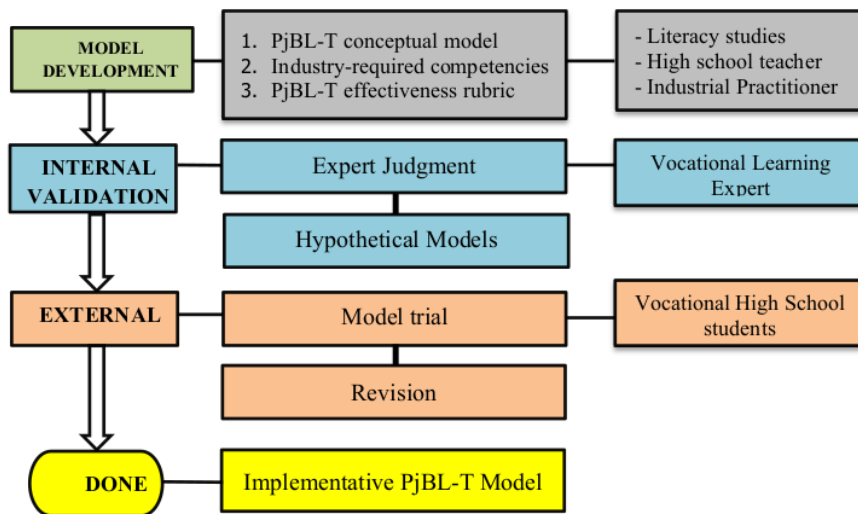 MODEL
DEVELOPMENT
1. PjBL-T conceptual model
2. Industry-required competencies
3. PjBL-T effectiveness rubric
- Literacy studies
- High school teacher
- Industrial Practitioner
INTERNAL
VALIDATION
Expert Judgment
Vocational Learning
Expert
Hypothetical Models
EXTERNAL
Model trial
Vocational High School
students
Revision
DONE
Implementative PjBL-T Model